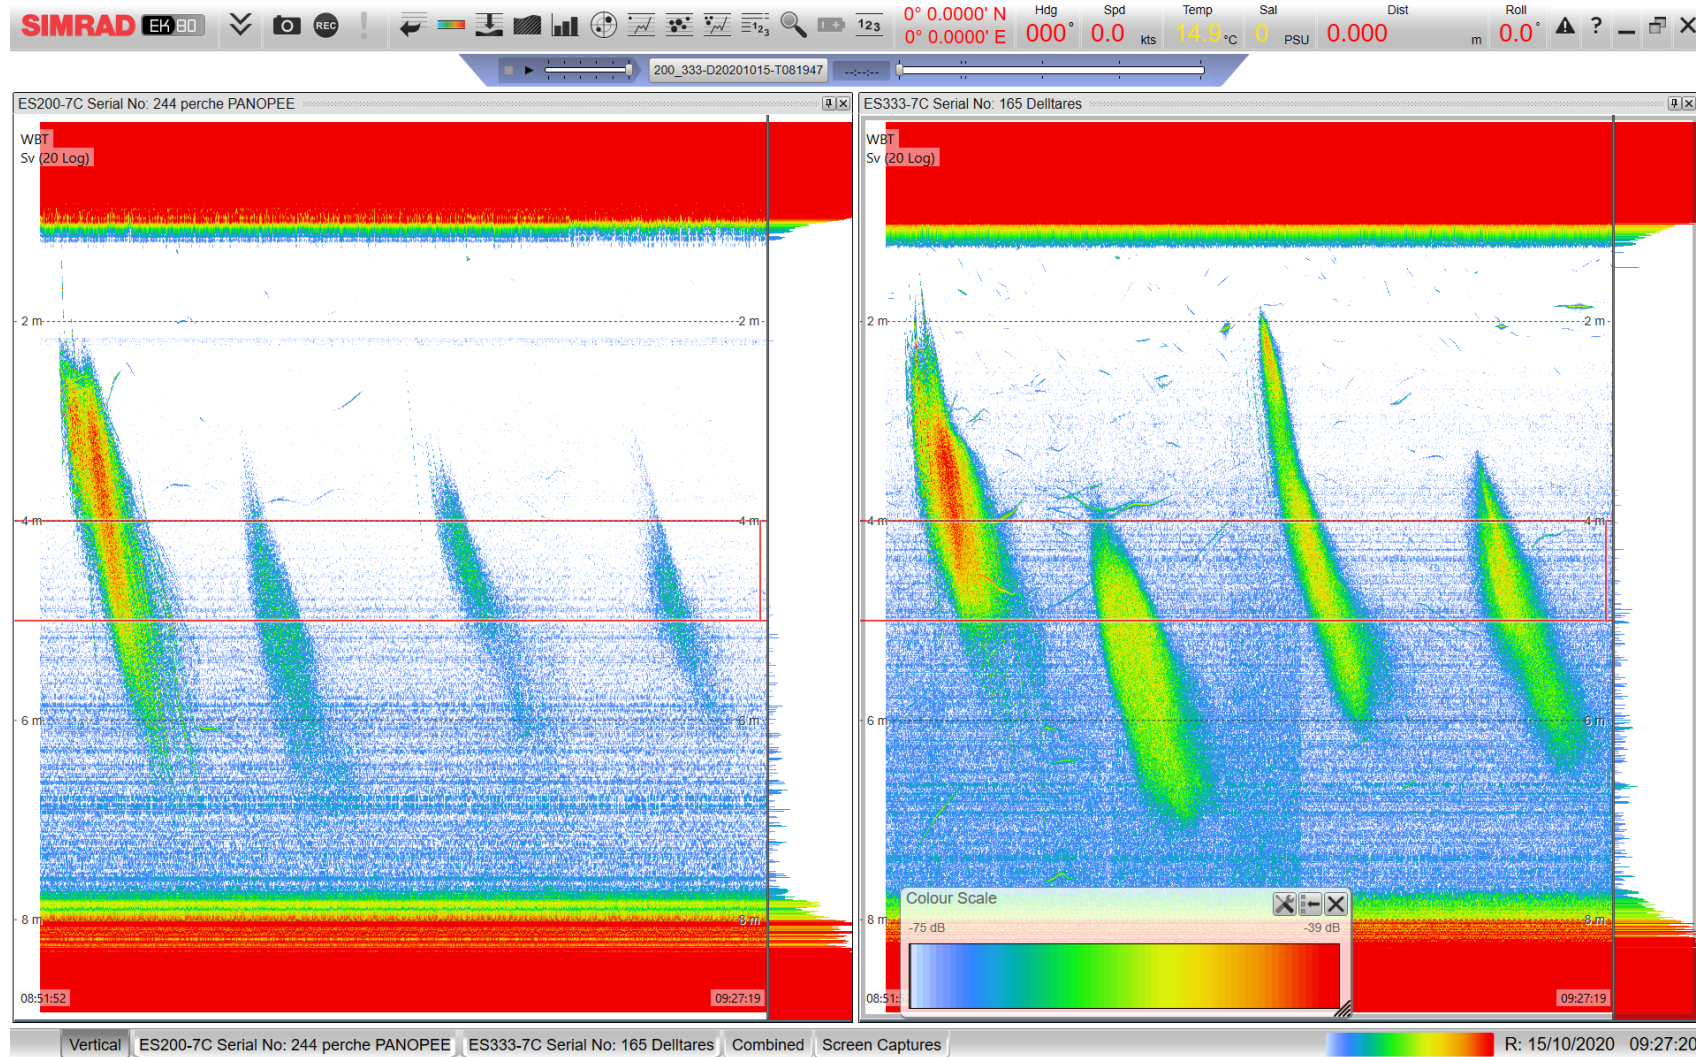 SIMRAD EK 80
REC
123
0° 0.0000' N
0° 0.0000' E
Hdg
000°
Spd
0.0 kts
Temp
14.9 °C
Sal
0 PSU
Dist
0.000 m
Roll
0.0°
?
200_333-D20201015-T081947
--:--:--
ES200-7C Serial No: 244 perche PANOPEE
WBT
Sv (20 Log)
2 m
2 m
4 m
4 m
6 m
6 m
8 m
8 m
08:51:52
09:27:19
ES333-7C Serial No: 165 Delltares
WBT
Sv (20 Log)
2 m
2 m
4 m
4 m
6 m
6 m
8 m
8 m
Colour Scale
-75 dB
-39 dB
09:27:19
Vertical
ES200-7C Serial No: 244 perche PANOPEE
ES333-7C Serial No: 165 Delltares
Combined
Screen Captures
R: 15/10/2020 09:27:20